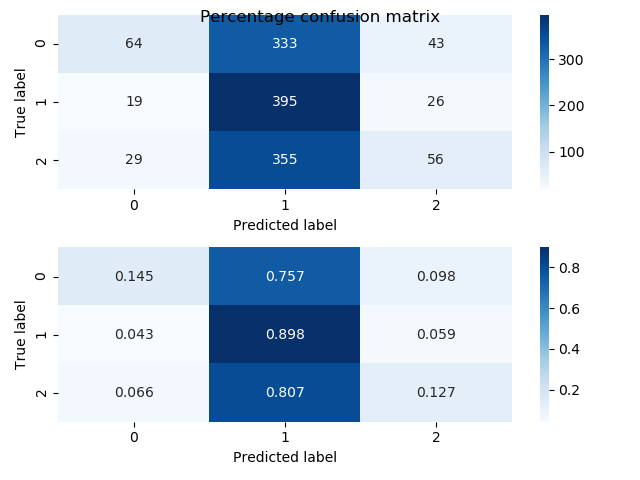 Percentage confusion matrix
0 64 333 43
1 19 395 26
2 29 355 56
True label
0 1 2
Predicted label
300
200
100
0 0.145 0.757 0.098
1 0.043 0.898 0.059
2 0.066 0.807 0.127
True label
0 1 2
Predicted label
0.8
0.6
0.4
0.2